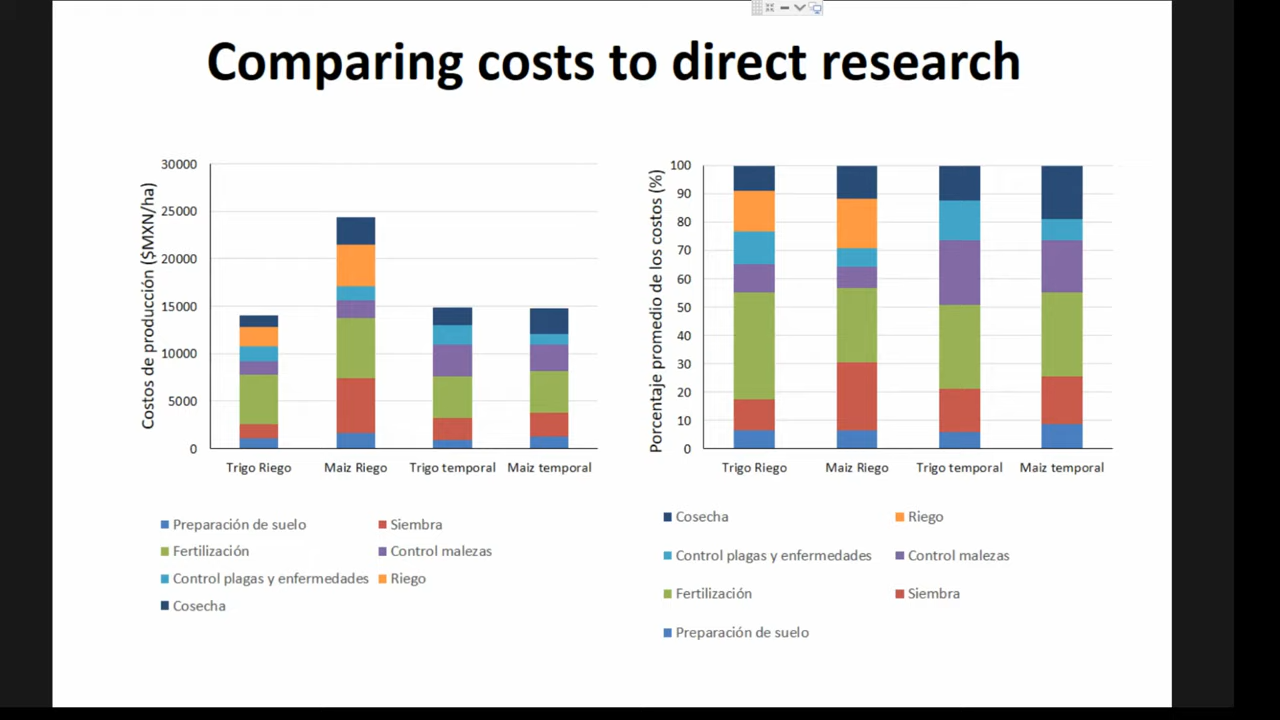 Comparing costs to direct research
Costos de producción ($MXN/ha)
30000
25000
20000
15000
10000
5000
0
Trigo Riego Maiz Riego Trigo temporal Maiz temporal
Preparación de suelo Siembra
Fertilización Control malezas
Control plagas y enfermedades Riego
Cosecha
Porcentaje promedio de los costos (%)
100
90
80
70
60
50
40
30
20
10
0
Trigo Riego Maiz Riego Trigo temporal Maiz temporal
Cosecha Riego
Control plagas y enfermedades Control malezas
Fertilización Siembra
Preparación de suelo